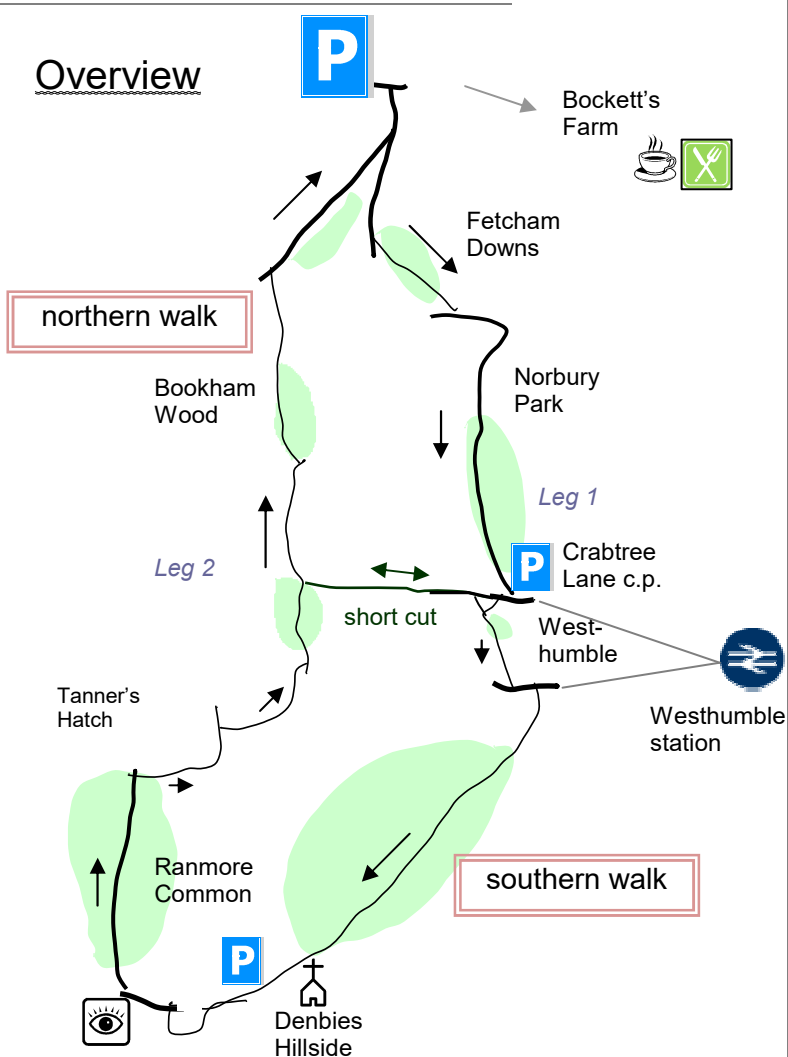 P
Overview
Bockett’s
Farm
Fetcham
Downs
northern walk
Bookham
Wood
Norbury
Park
Leg 1
Leg 2
P
Crabtree
Lane c.p.
short cut
West-
humble
Tanner’s
Hatch
Westhumble
station
Ranmore
Common
southern walk
P
Denbies
Hillside